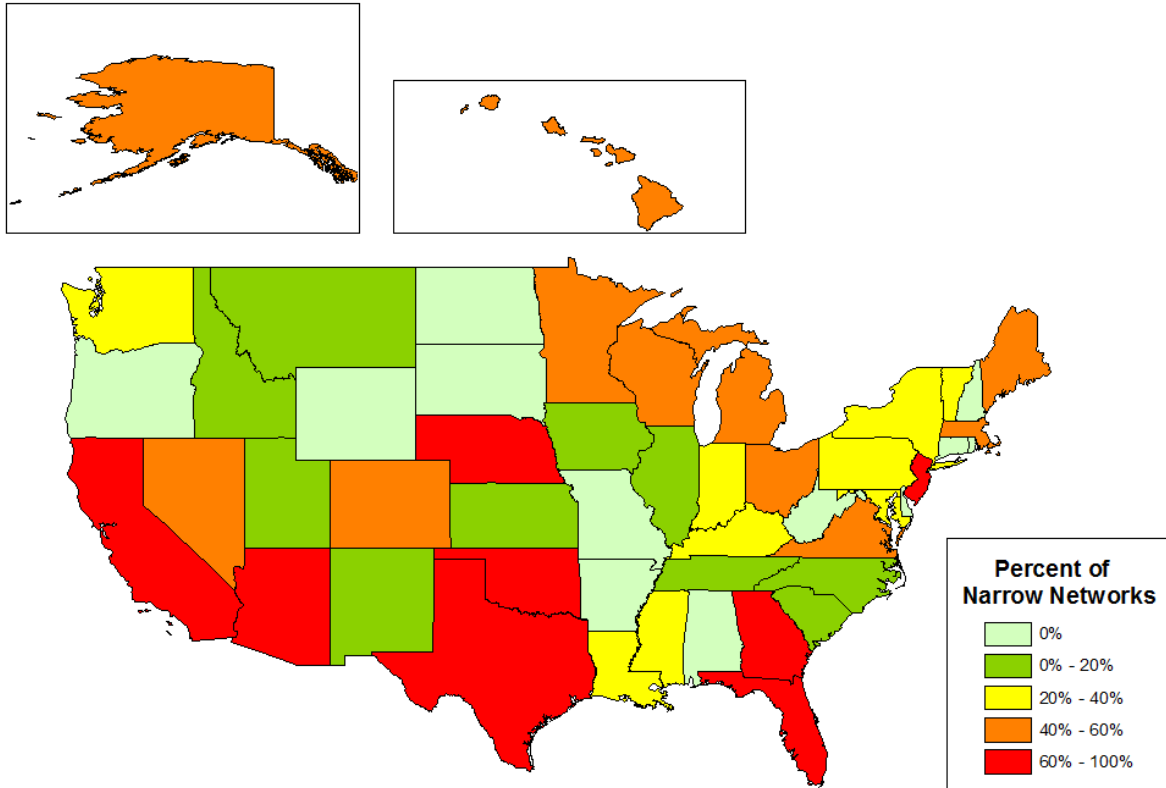 Percent of
Narrow Networks
0%
0% - 20%
20% - 40%
40% - 60%
60% - 100%